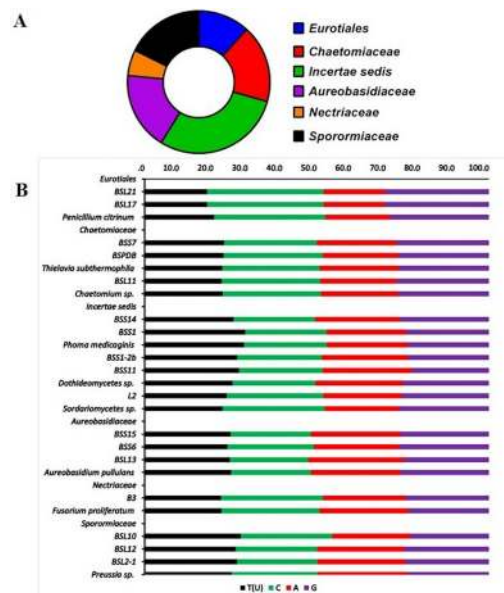 A
Eurotiales
Chaetomiaceae
Incertae sedis
Aureobasidiaceae
Nectriaceae
Sporormiaceae
B
.0 10.0 20.0 30.0 40.0 50.0 60.0 70.0 80.0 90.0 100.0
Eurotiales
BSL21
BSL17
Penicillium citrinum
Chaetomiaceae
BSS7
BSPDB
Thielavia subthermophila
BSL11
Chaetomium sp.
Incertae sedis
BSS14
BSS1
Phoma medicaginis
BSS1-2b
BSS11
Dothideomycetes sp.
L2
Sordariomycetes sp.
Aureobasidiaceae
BSS15
BSS6
BSL13
Aureobasidium pullulans
Nectriaceae
B3
Fusarium proliferatum
Sporormiaceae
BSL10
BSL12
BSL2-1
Preussia sp.
T(U) C A G